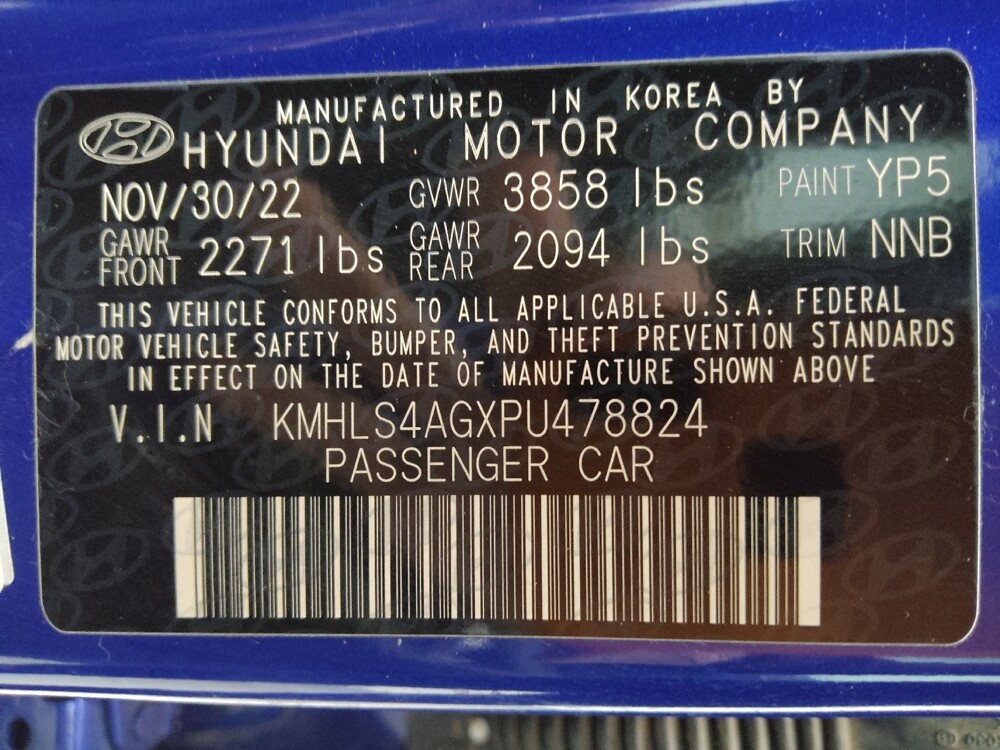 MANUFACTURED IN KOREA BY
HYUNDAI MOTOR COMPANY
NOV/30/22 GVWR 3858 lbs PAINT YP5
GAWR FRONT 2271 lbs GAWR REAR 2094 lbs TRIM NNB
THIS VEHICLE CONFORMS TO ALL APPLICABLE U.S.A. FEDERAL
MOTOR VEHICLE SAFETY, BUMPER, AND THEFT PREVENTION STANDARDS
IN EFFECT ON THE DATE OF MANUFACTURE SHOWN ABOVE
V.I.N KMHLS4AGXPU478824
PASSENGER CAR